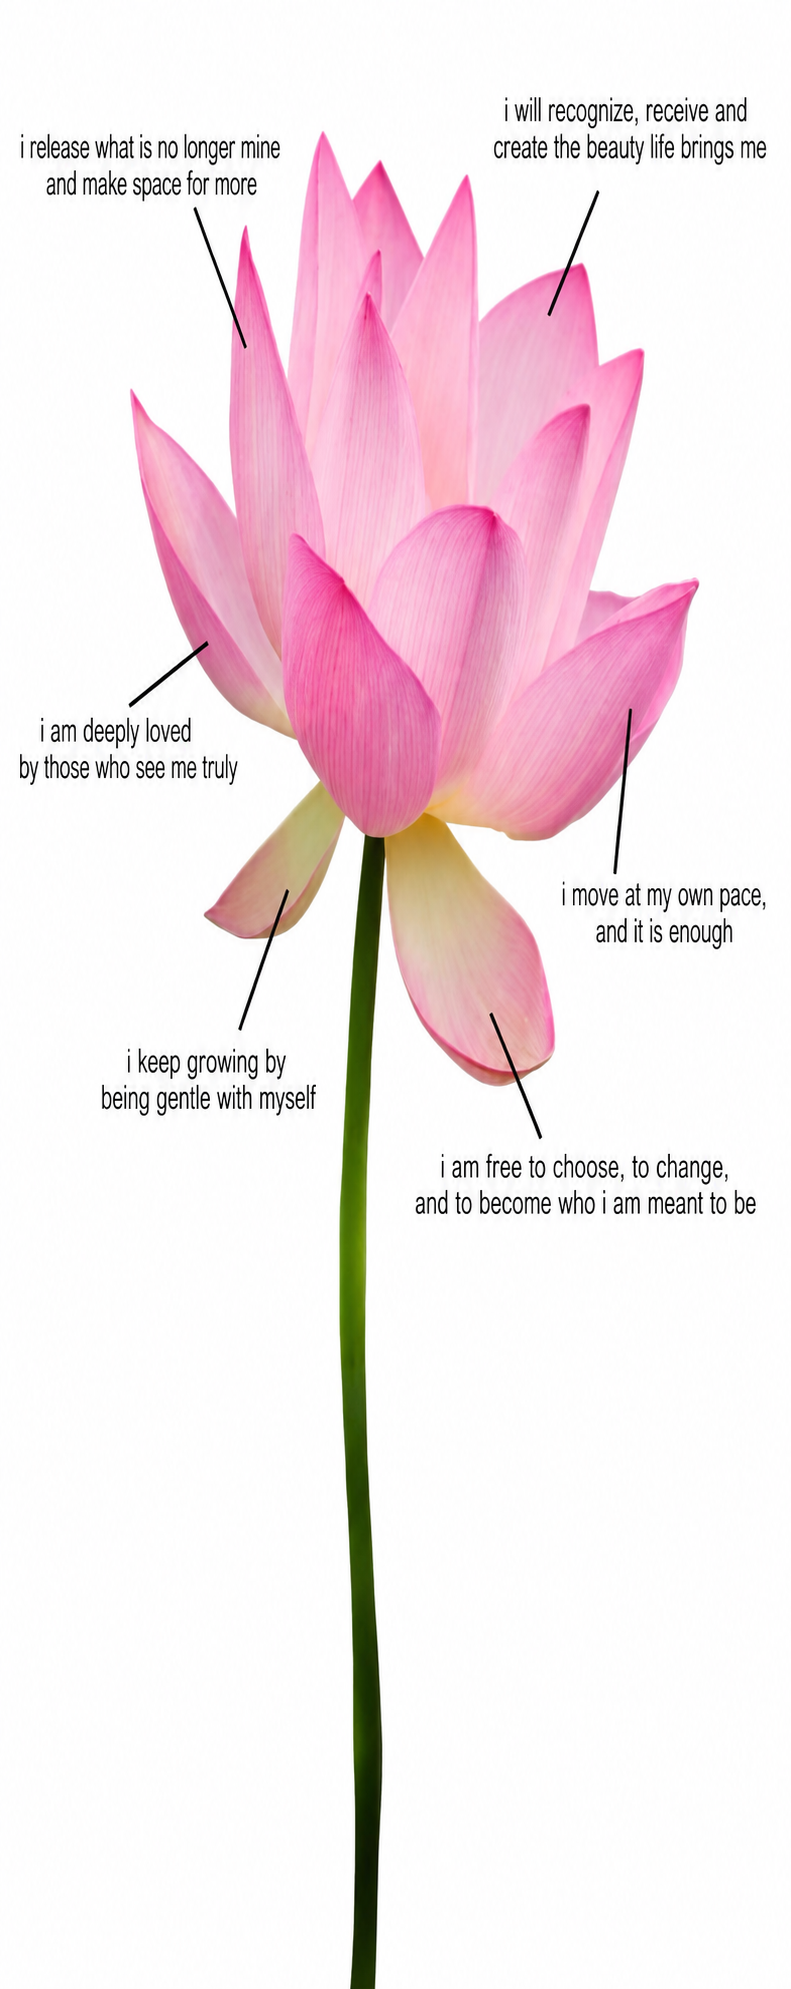 i release what is no longer mine
and make space for more
i will recognize, receive and
create the beauty life brings me
i am deeply loved
by those who see me truly
i move at my own pace,
and it is enough
i keep growing by
being gentle with myself
i am free to choose, to change,
and to become who i am meant to be